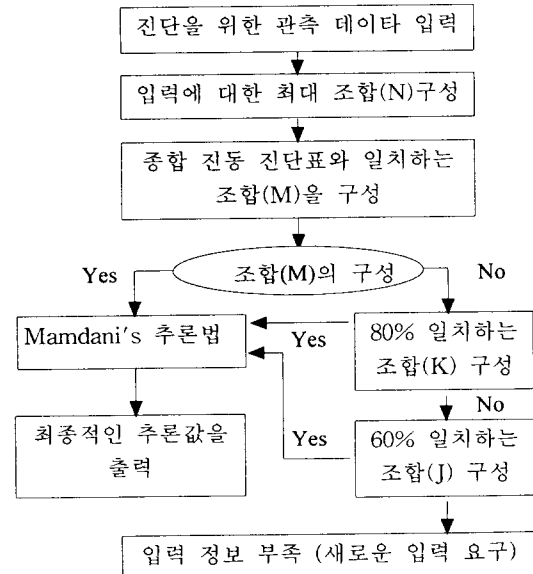 진단을 위한 관측 데이타 입력
입력에 대한 최대 조합(N)구성
종합 진동 진단표와 일치하는
조합(M)을 구성
조합(M)의 구성
Yes
No
Mamdani's 추론법
Yes
80% 일치하는
조합(K) 구성
No
최종적인 추론값을
출력
Yes
60% 일치하는
조합(J) 구성
입력 정보 부족 (새로운 입력 요구)